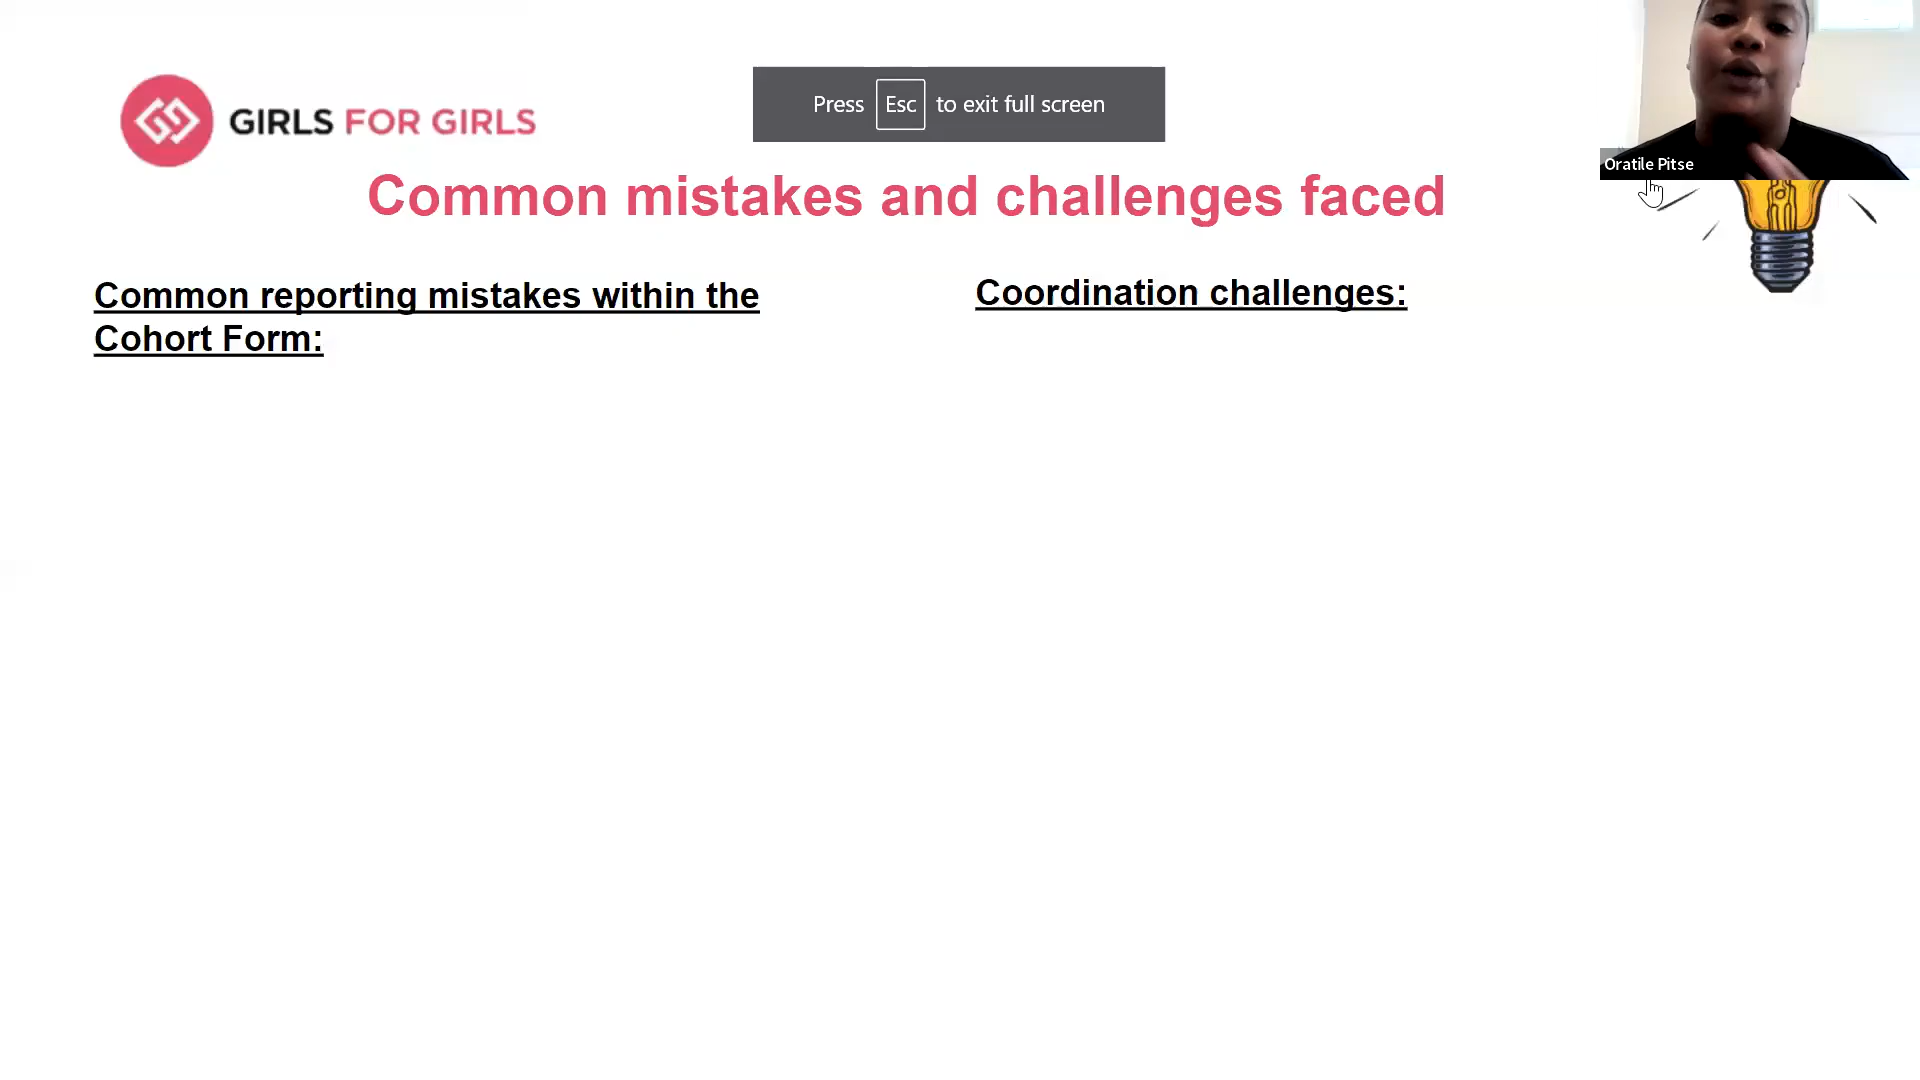 GIRLS FOR GIRLS
Press Esc to exit full screen
Oratile Pitse
Common mistakes and challenges faced
Common reporting mistakes within the
Cohort Form:
Coordination challenges: